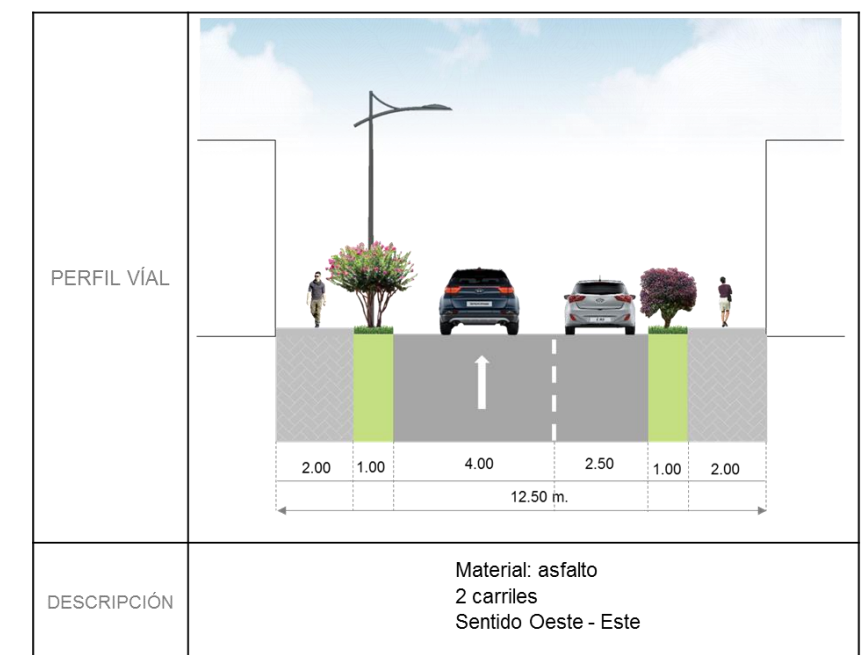 PERFIL VÍAL
2.00 1.00 4.00 2.50 1.00 2.00
12.50 m.
DESCRIPCIÓN
Material: asfalto
2 carriles
Sentido Oeste - Este